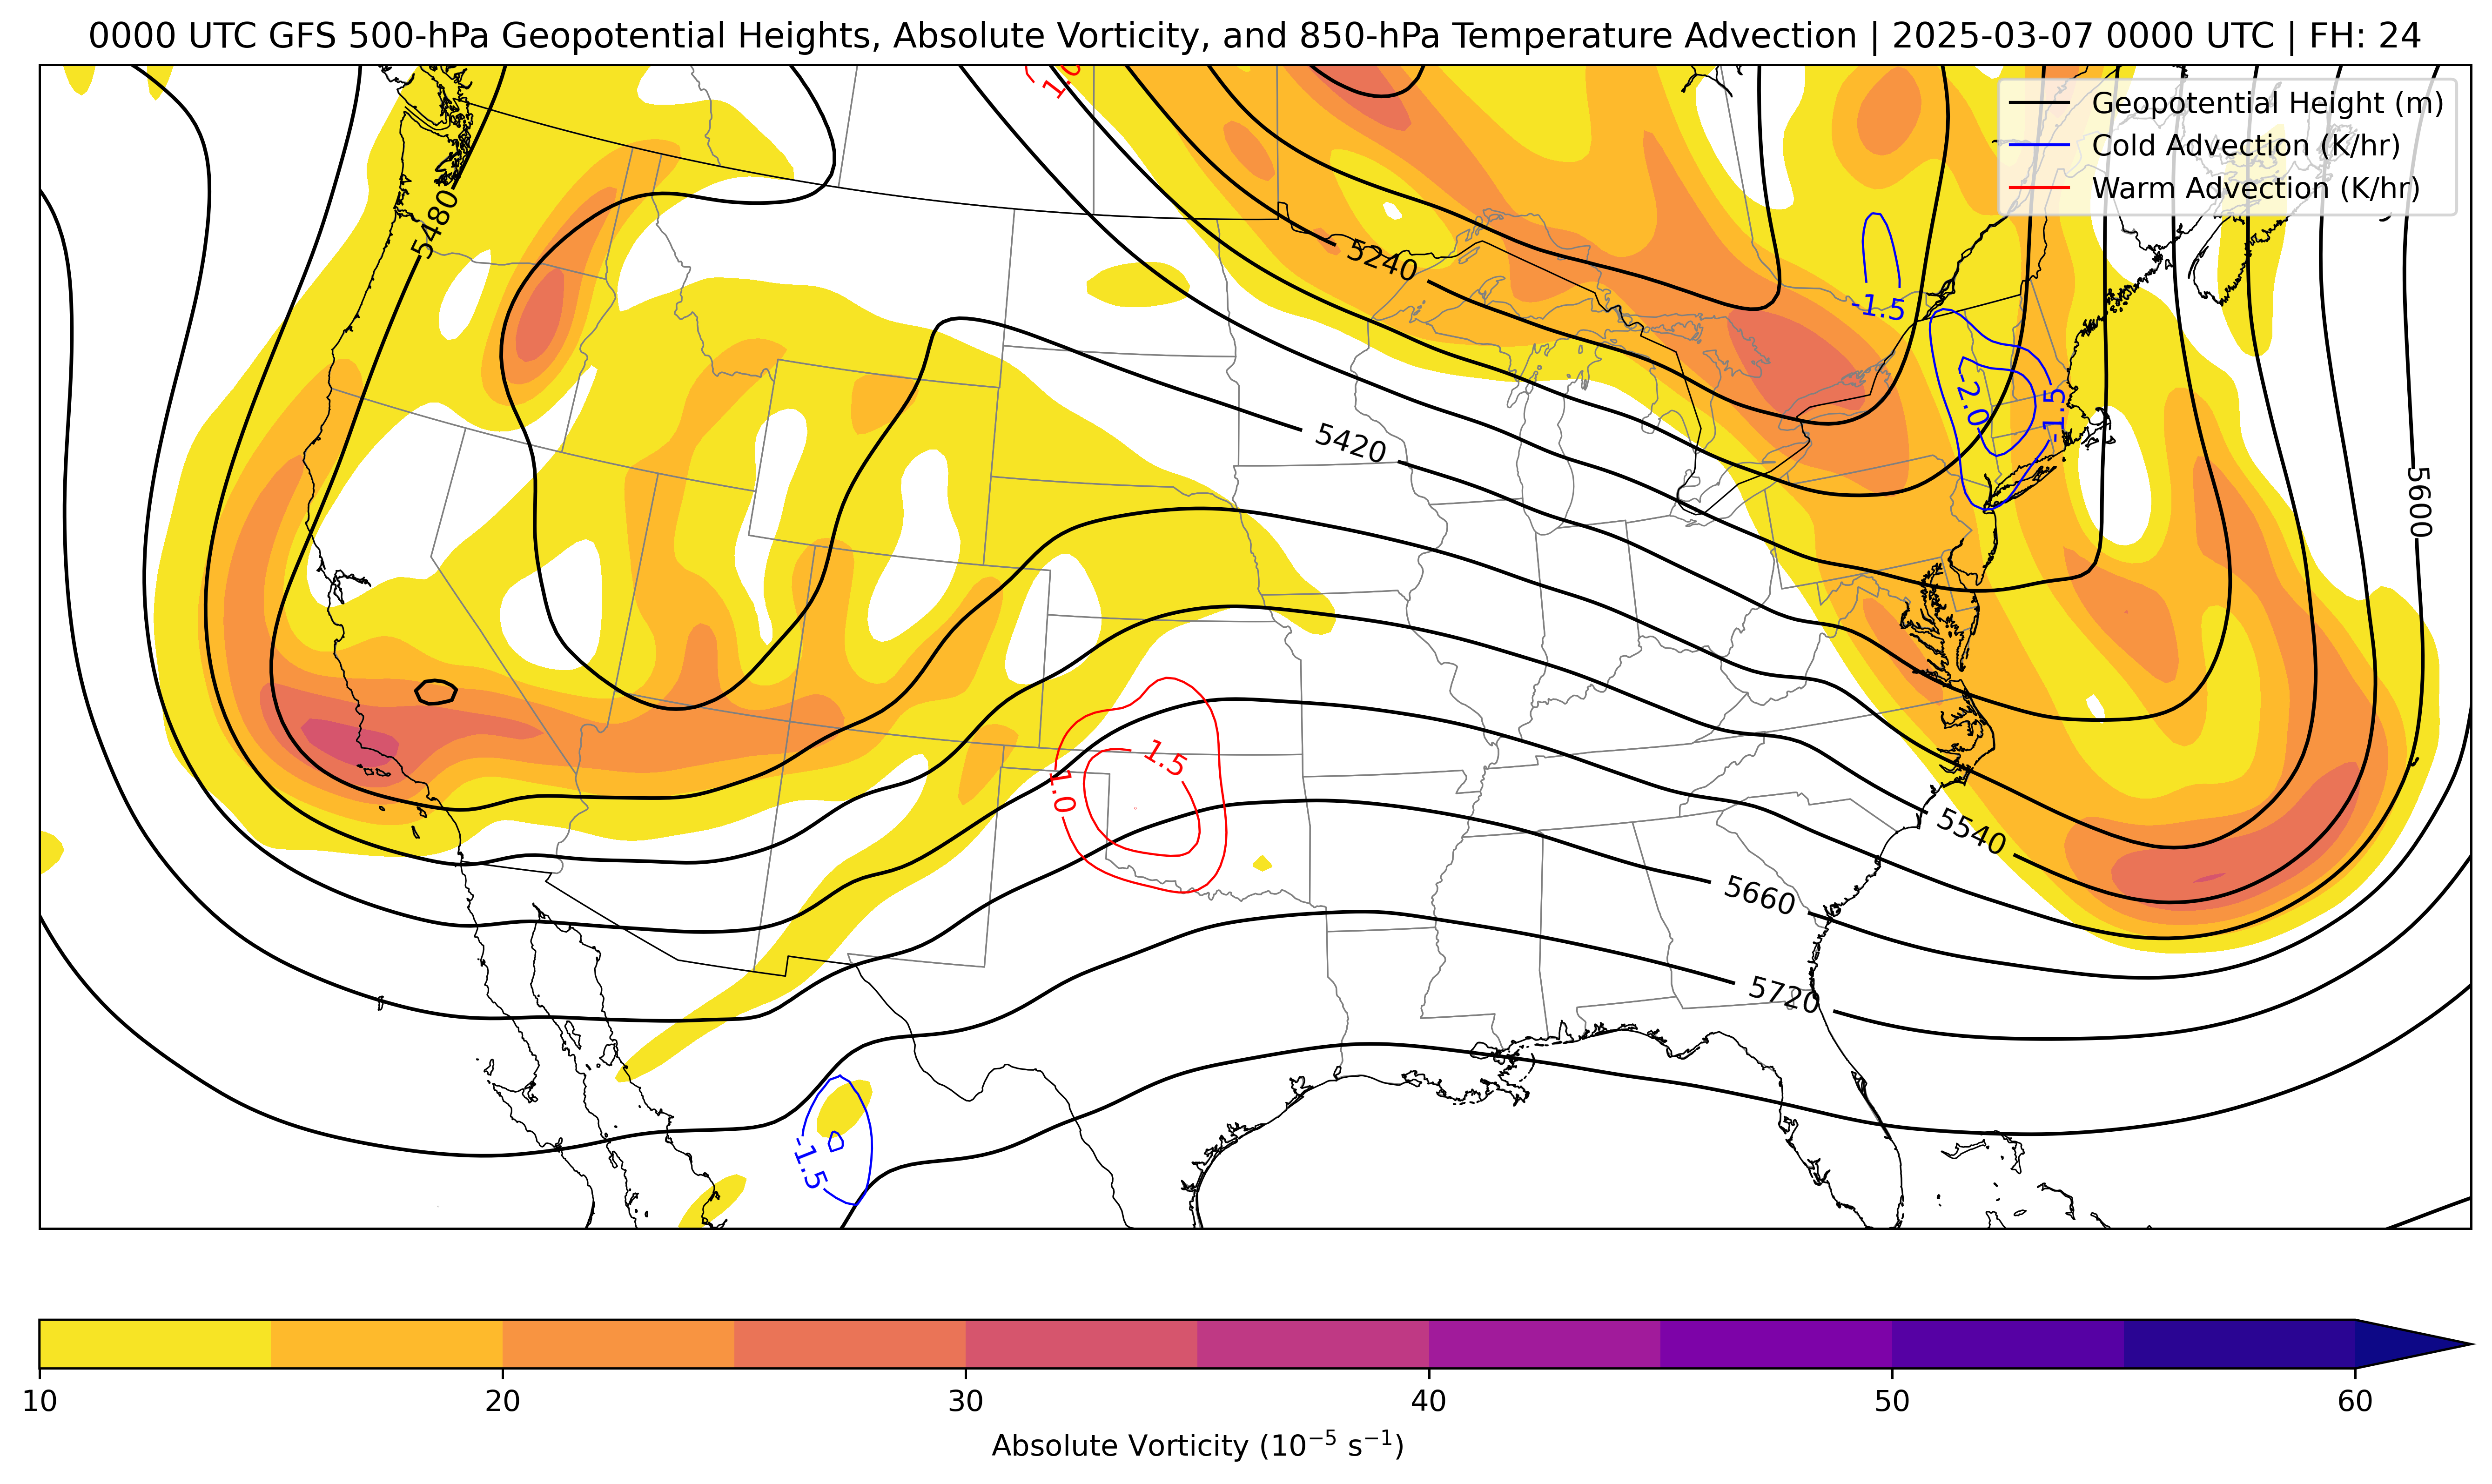 0000 UTC GFS 500-hPa Geopotential Heights, Absolute Vorticity, and 850-hPa Temperature Advection | 2025-03-07 0000 UTC | FH: 24
Geopotential Height (m)
Cold Advection (K/hr)
Warm Advection (K/hr)
-1.0
5480
5240
-1.5
-2.0
-1.5
5420
5600
1.5
1.0
5540
5660
5720
-1.5
10 20 30 40 50 60
Absolute Vorticity (10⁻⁵ s⁻¹)